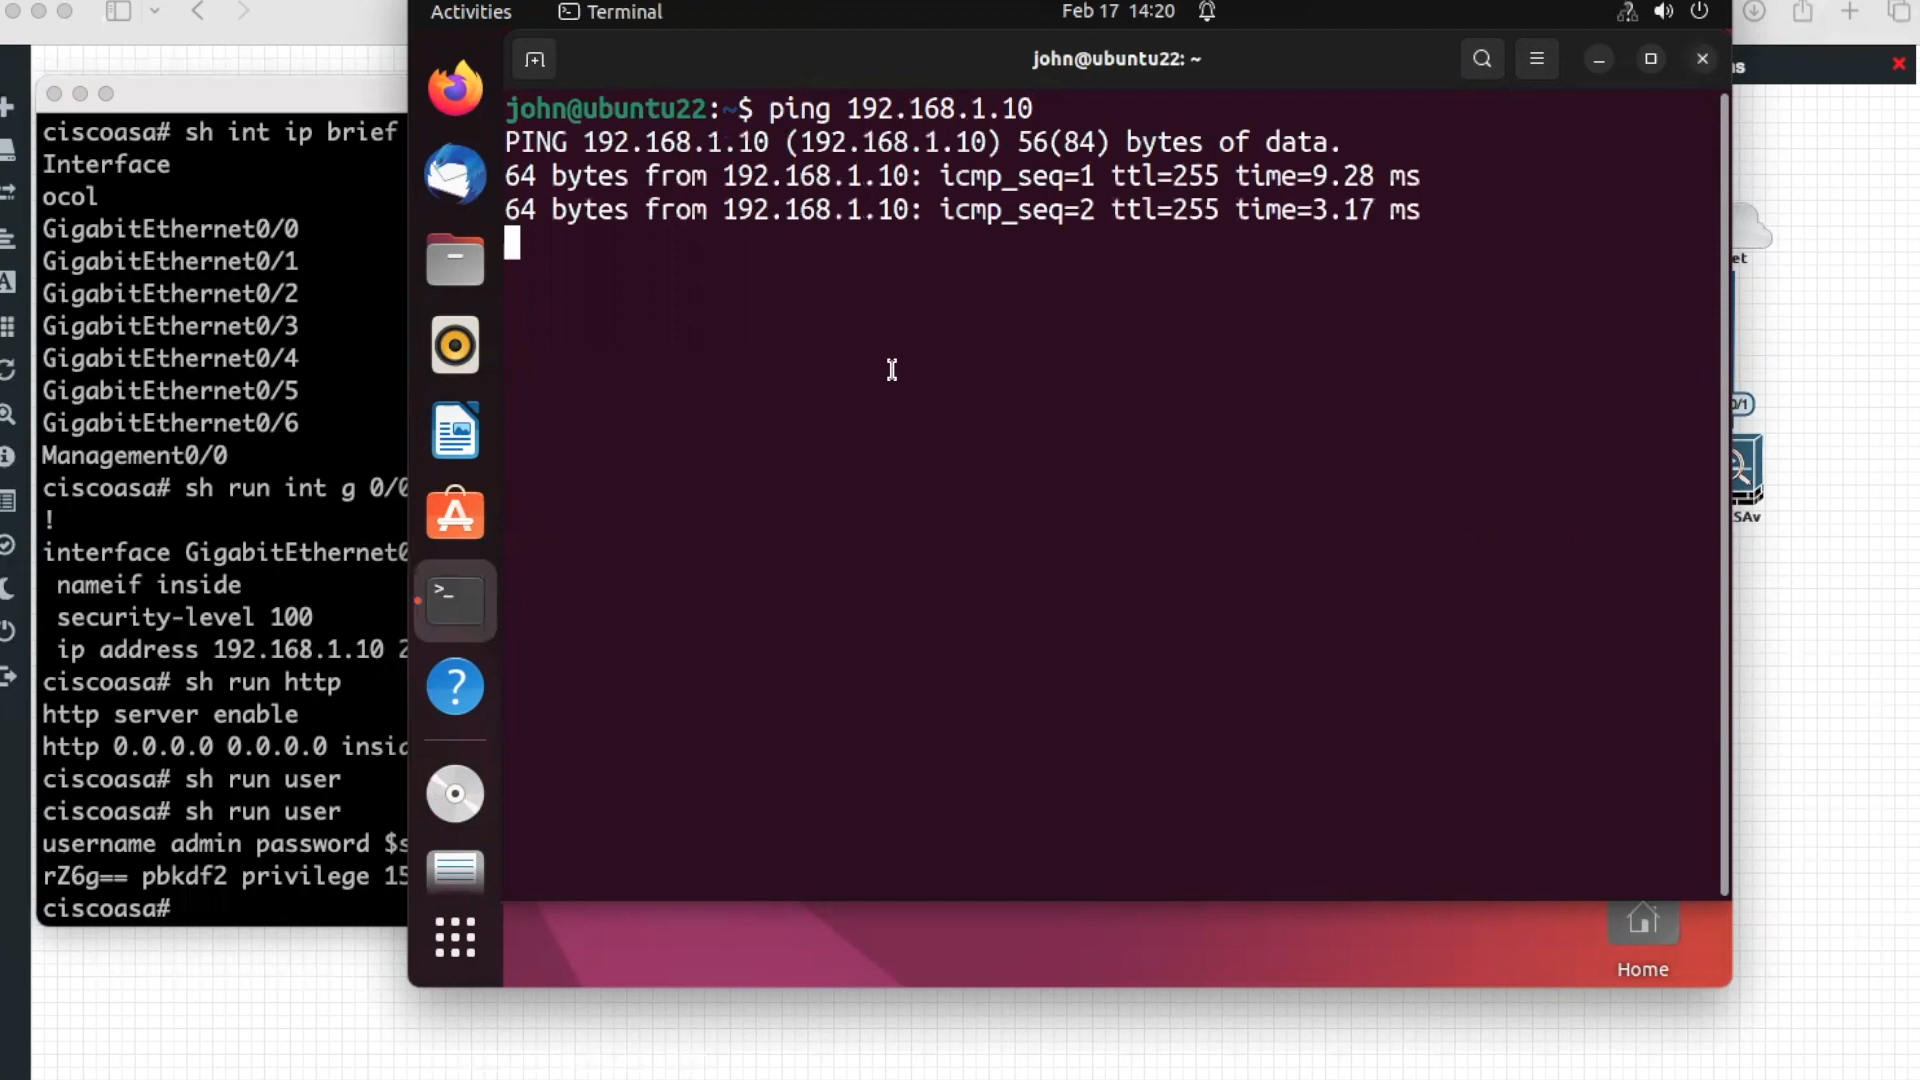 Activities
Terminal
Feb 17 14:20
john@ubuntu22: ~
john@ubuntu22:~$ ping 192.168.1.10
PING 192.168.1.10 (192.168.1.10) 56(84) bytes of data.
64 bytes from 192.168.1.10: icmp_seq=1 ttl=255 time=9.28 ms
64 bytes from 192.168.1.10: icmp_seq=2 ttl=255 time=3.17 ms
ciscoasa# sh int ip brief
Interface
ocol
GigabitEthernet0/0
GigabitEthernet0/1
GigabitEthernet0/2
GigabitEthernet0/3
GigabitEthernet0/4
GigabitEthernet0/5
GigabitEthernet0/6
Management0/0
ciscoasa# sh run int g 0/0
!
interface GigabitEthernet0
nameif inside
security-level 100
ip address 192.168.1.10 2
ciscoasa# sh run http
http server enable
http 0.0.0.0 0.0.0.0 insid
ciscoasa# sh run user
ciscoasa# sh run user
username admin password $s
rZ6g== pbkdf2 privilege 15
ciscoasa#
Home
et
0/1
SAv